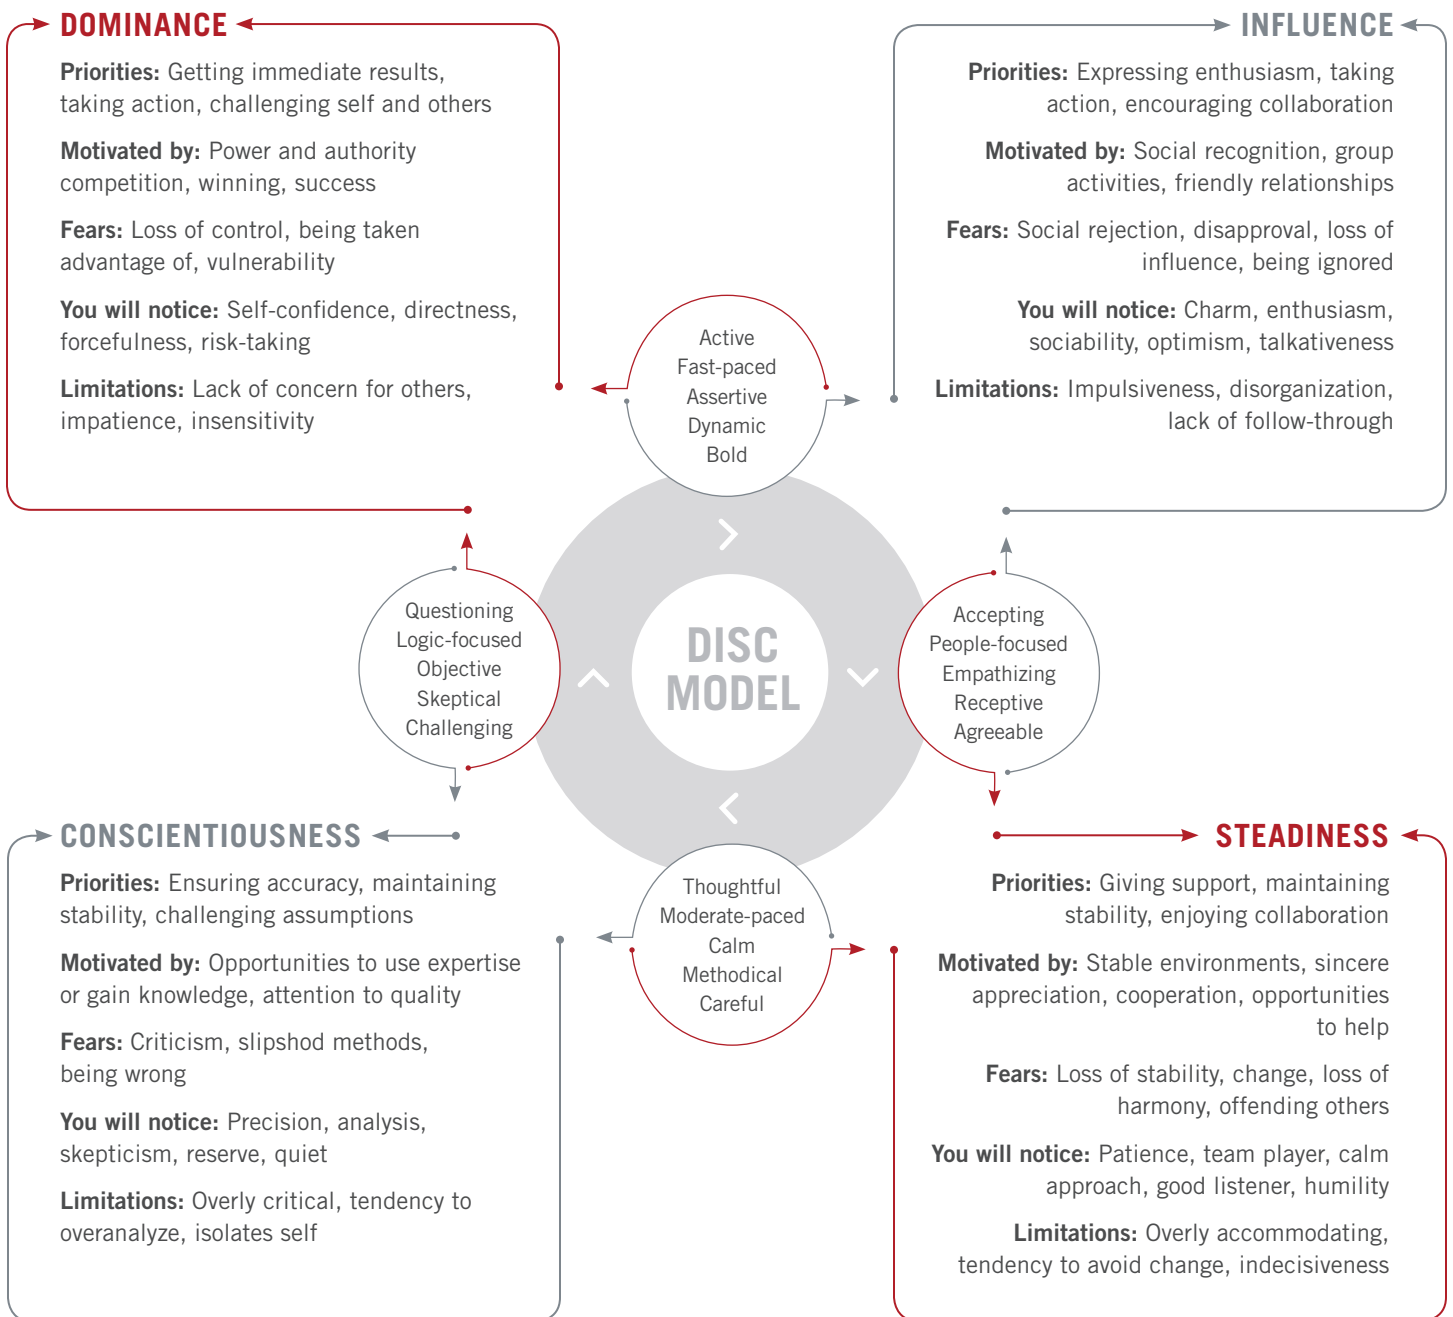 DOMINANCE
Priorities: Getting immediate results,
taking action, challenging self and others
Motivated by: Power and authority
competition, winning, success
Fears: Loss of control, being taken
advantage of, vulnerability
You will notice: Self-confidence, directness,
forcefulness, risk-taking
Limitations: Lack of concern for others,
impatience, insensitivity
INFLUENCE
Priorities: Expressing enthusiasm, taking
action, encouraging collaboration
Motivated by: Social recognition, group
activities, friendly relationships
Fears: Social rejection, disapproval, loss of
influence, being ignored
You will notice: Charm, enthusiasm,
sociability, optimism, talkativeness
Limitations: Impulsiveness, disorganization,
lack of follow-through
Active
Fast-paced
Assertive
Dynamic
Bold
Questioning
Logic-focused
Objective
Skeptical
Challenging
DISC
MODEL
Accepting
People-focused
Empathizing
Receptive
Agreeable
Thoughtful
Moderate-paced
Calm
Methodical
Careful
CONSCIENTIOUSNESS
Priorities: Ensuring accuracy, maintaining
stability, challenging assumptions
Motivated by: Opportunities to use expertise
or gain knowledge, attention to quality
Fears: Criticism, slipshod methods,
being wrong
You will notice: Precision, analysis,
skepticism, reserve, quiet
Limitations: Overly critical, tendency to
overanalyze, isolates self
STEADINESS
Priorities: Giving support, maintaining
stability, enjoying collaboration
Motivated by: Stable environments, sincere
appreciation, cooperation, opportunities
to help
Fears: Loss of stability, change, loss of
harmony, offending others
You will notice: Patience, team player, calm
approach, good listener, humility
Limitations: Overly accommodating,
tendency to avoid change, indecisiveness